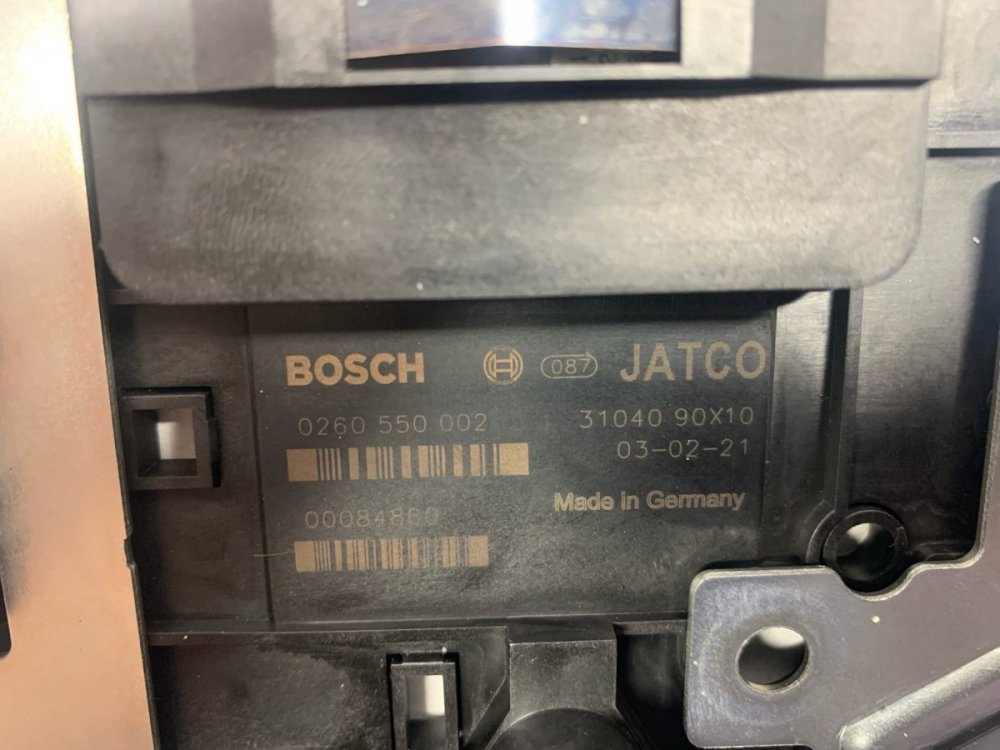 BOSCH 087 JATCO
0260 550 002 31040 90X10
03-02-21
Made in Germany
00084860